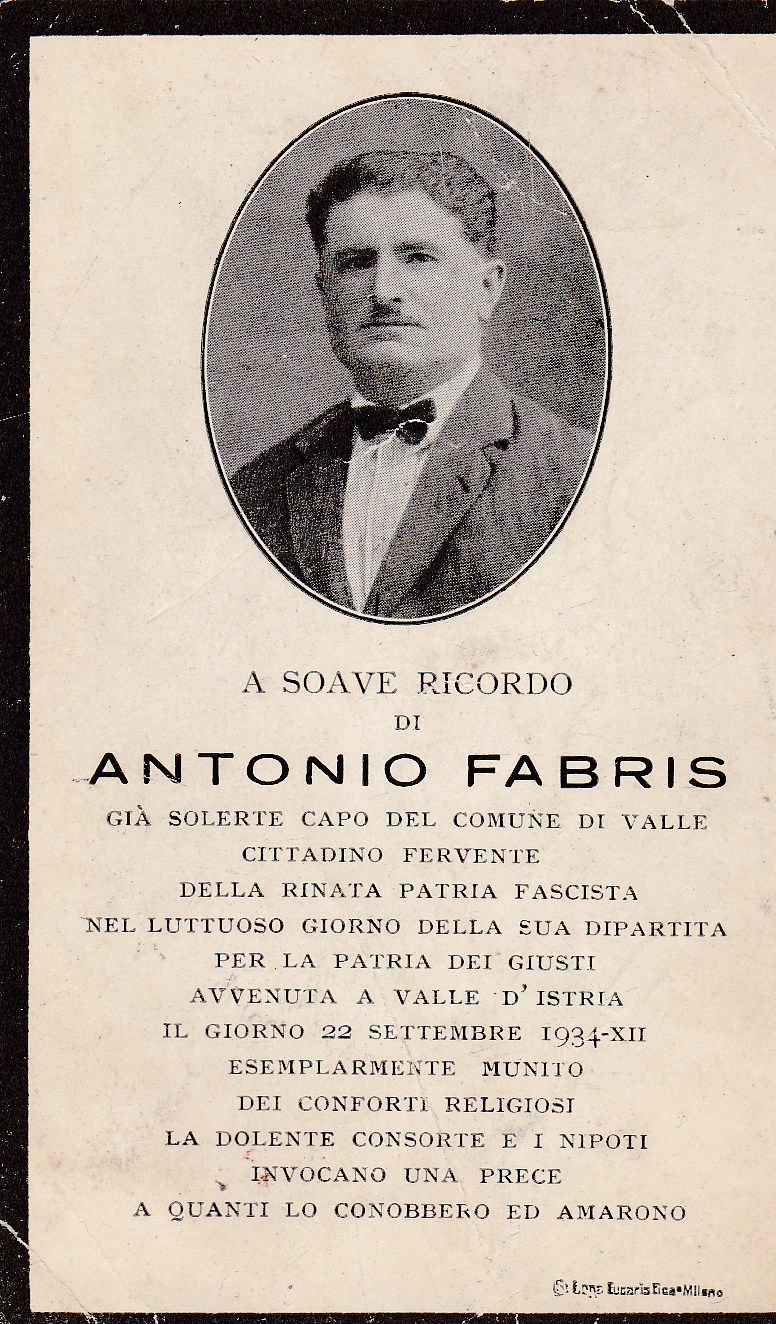 A SOAVE RICORDO
DI
ANTONIO FABRIS
GIÀ SOLERTE CAPO DEL COMUNE DI VALLE
CITTADINO FERVENTE
DELLA RINATA PATRIA FASCISTA
NEL LUTTUOSO GIORNO DELLA SUA DIPARTITA
PER LA PATRIA DEI GIUSTI
AVVENUTA A VALLE D'ISTRIA
IL GIORNO 22 SETTEMBRE 1934-XII
ESEMPLARMENTE MUNITO
DEI CONFORTI RELIGIOSI
LA DOLENTE CONSORTE E I NIPOTI
INVOCANO UNA PRECE
A QUANTI LO CONOBBERO ED AMARONO
Milano